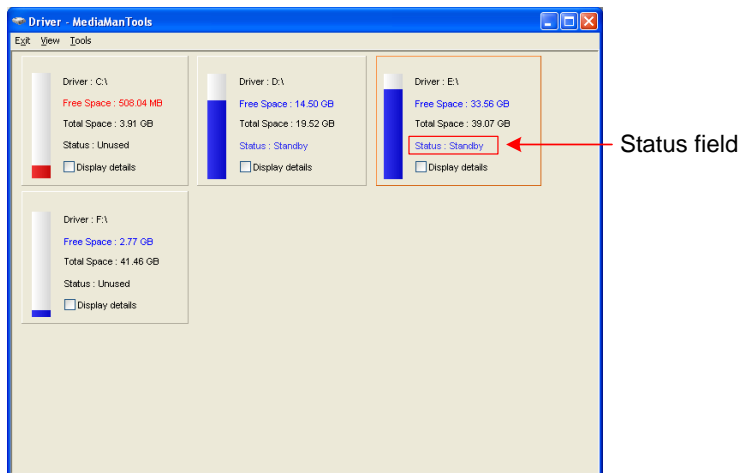 Driver - MediaManTools
Exit View Tools
Driver : C:\
Free Space : 508.04 MB
Total Space : 3.91 GB
Status : Unused
Display details
Driver : D:\
Free Space : 14.50 GB
Total Space : 19.52 GB
Status : Standby
Display details
Driver : E:\
Free Space : 33.56 GB
Total Space : 39.07 GB
Status : Standby
Display details
Status field
Driver : F:\
Free Space : 2.77 GB
Total Space : 41.46 GB
Status : Unused
Display details